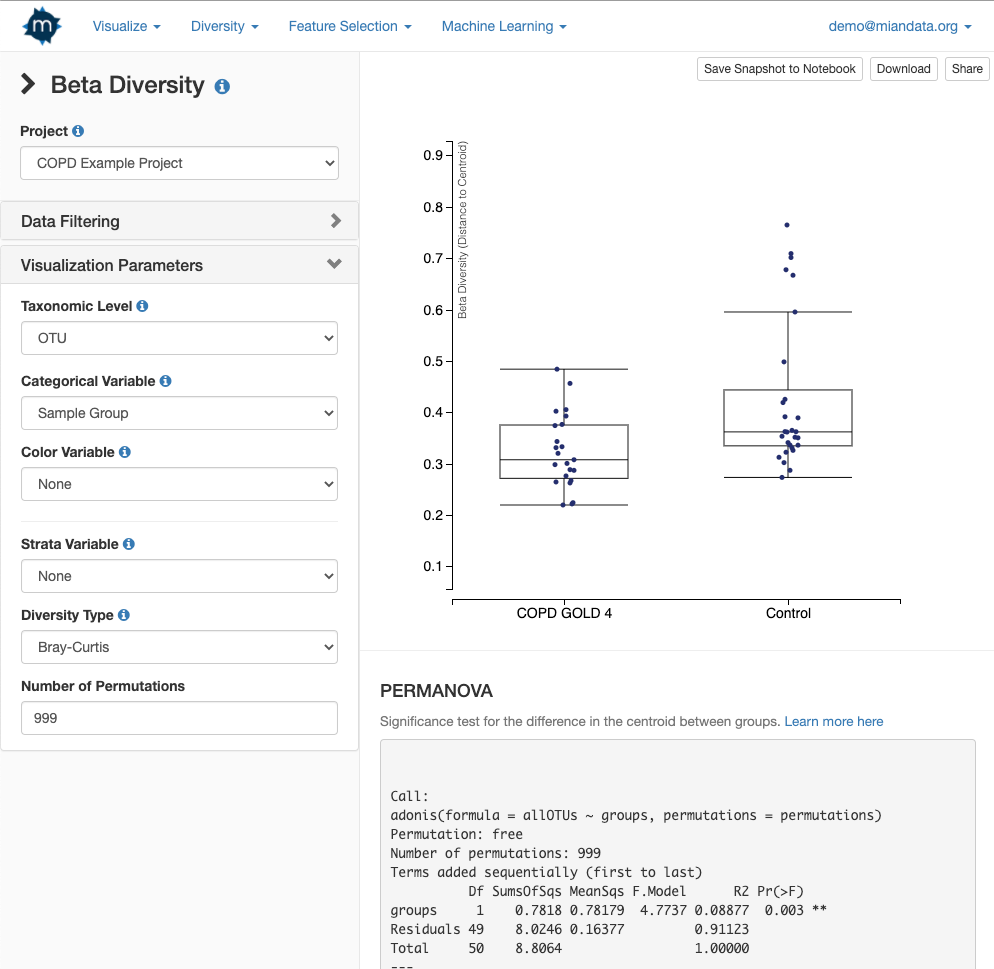 m Visualize Diversity Feature Selection Machine Learning demo@miandata.org
Beta Diversity
Project
COPD Example Project
Data Filtering
Visualization Parameters
Taxonomic Level
OTU
Categorical Variable
Sample Group
Color Variable
None
Strata Variable
None
Diversity Type
Bray-Curtis
Number of Permutations
999
Save Snapshot to Notebook Download Share
Beta Diversity (Distance to Centroid)
0.9
0.8
0.7
0.6
0.5
0.4
0.3
0.2
0.1
COPD GOLD 4 Control
PERMANOVA
Significance test for the difference in the centroid between groups. Learn more here
Call:
adonis(formula = allOTUs ~ groups, permutations = permutations)
Permutation: free
Number of permutations: 999
Terms added sequentially (first to last)
Df SumsOfSqs MeanSqs F.Model R2 Pr(>F)
groups 1 0.7818 0.78179 4.7737 0.08877 0.003 **
Residuals 49 8.0246 0.16377 0.91123
Total 50 8.8064 1.00000
---